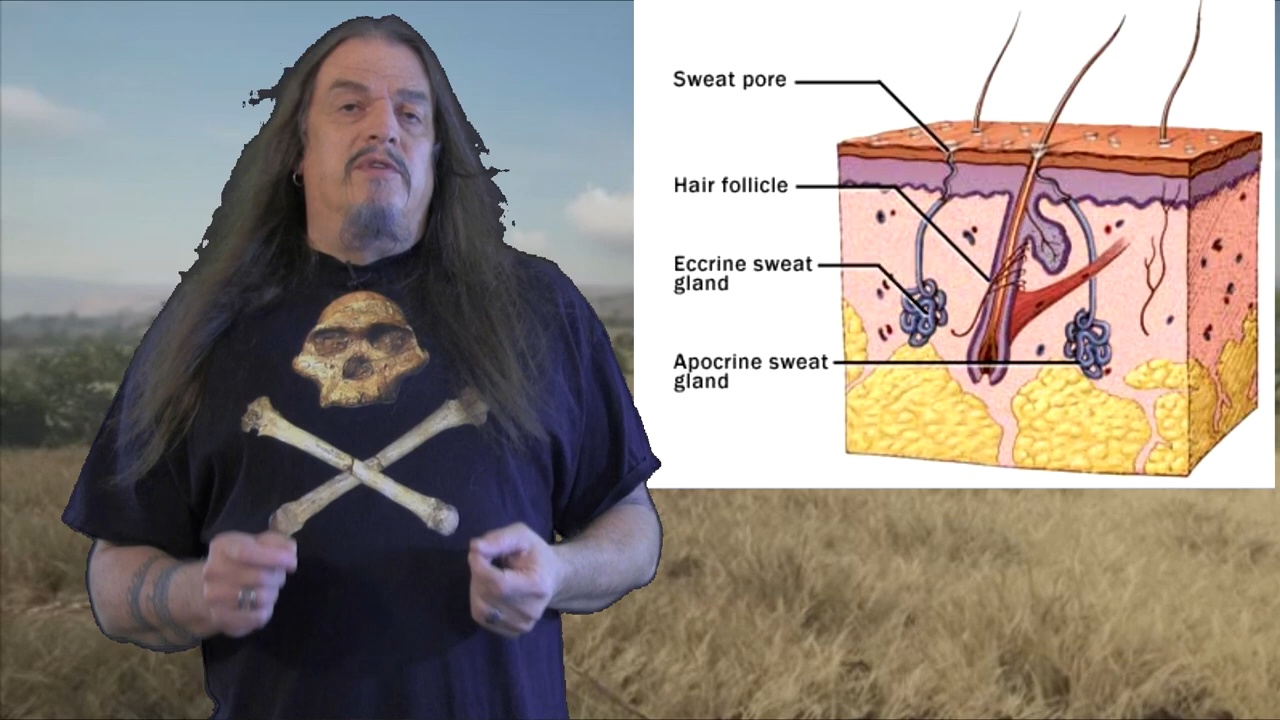 Sweat pore
Hair follicle
Eccrine sweat
gland
Apocrine sweat
gland